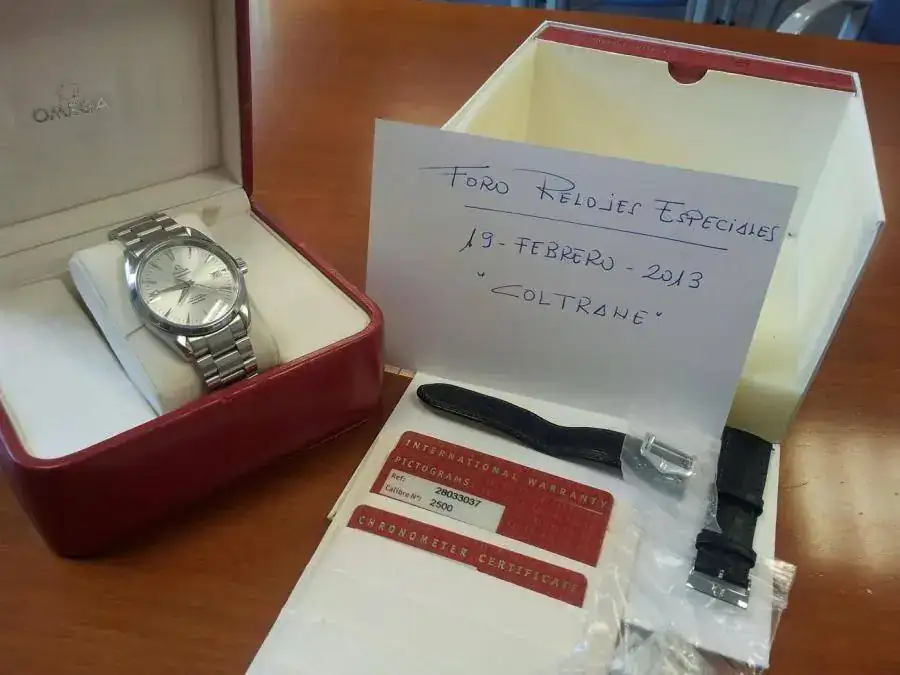 OMEGA
FORO RELOJES ESPECIALES
19-FEBRERO-2013
"COLTRANE"
INTERNATIONAL WARRANTY
PICTOGRAMS
Ref: 28033037
Calibre N°: 2500
CHRONOMETER CERTIFICATE